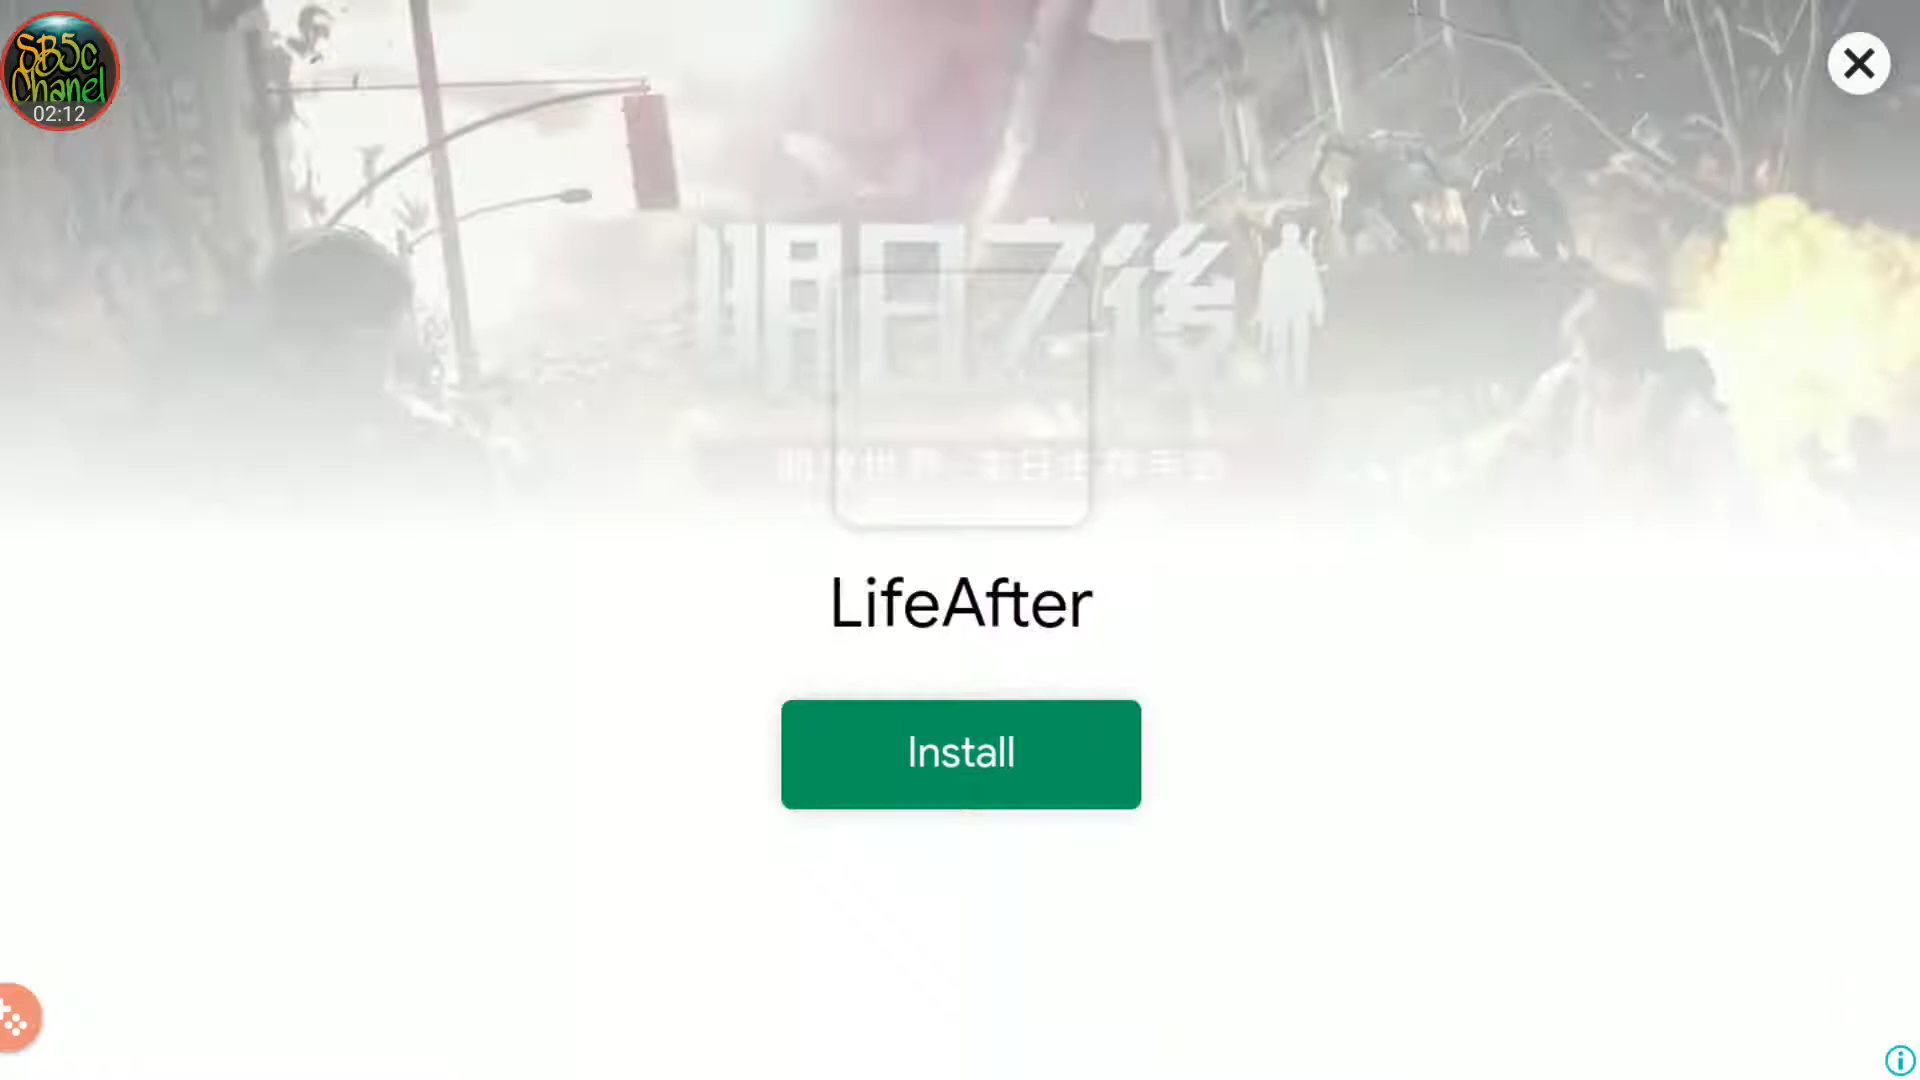 SB5c
Chanel
02:12
明日之後
LifeAfter
Install